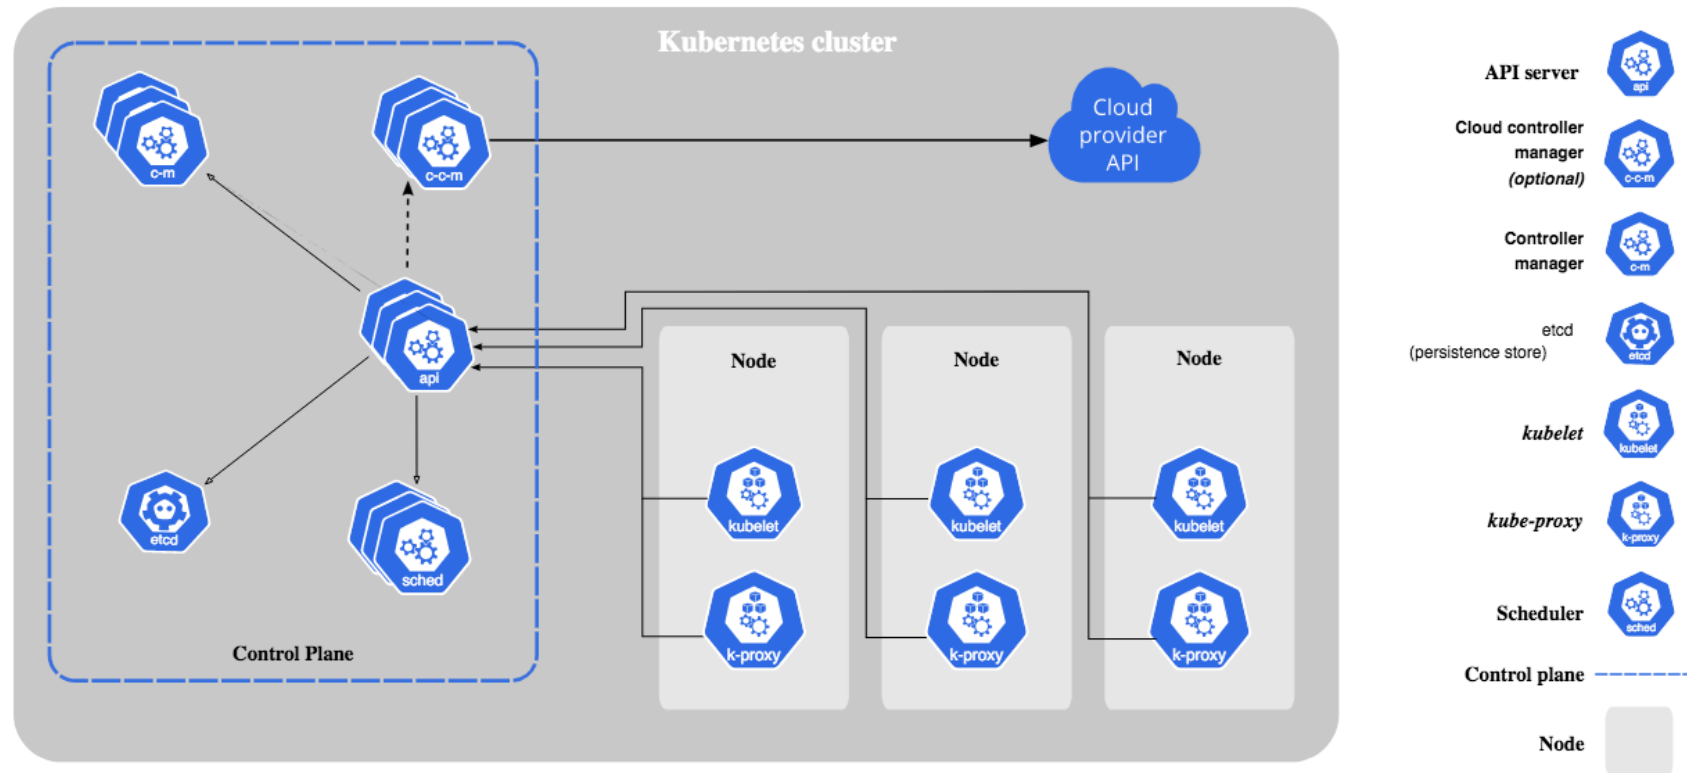 Kubernetes cluster
c-m
c-c-m
Cloud
provider
API
api
etcd
sched
Control Plane
Node
kubelet
k-proxy
Node
kubelet
k-proxy
Node
kubelet
k-proxy
API server
api
Cloud controller
manager
(optional)
c-c-m
Controller
manager
c-m
etcd
(persistence store)
etcd
kubelet
kubelet
kube-proxy
k-proxy
Scheduler
sched
Control plane
Node